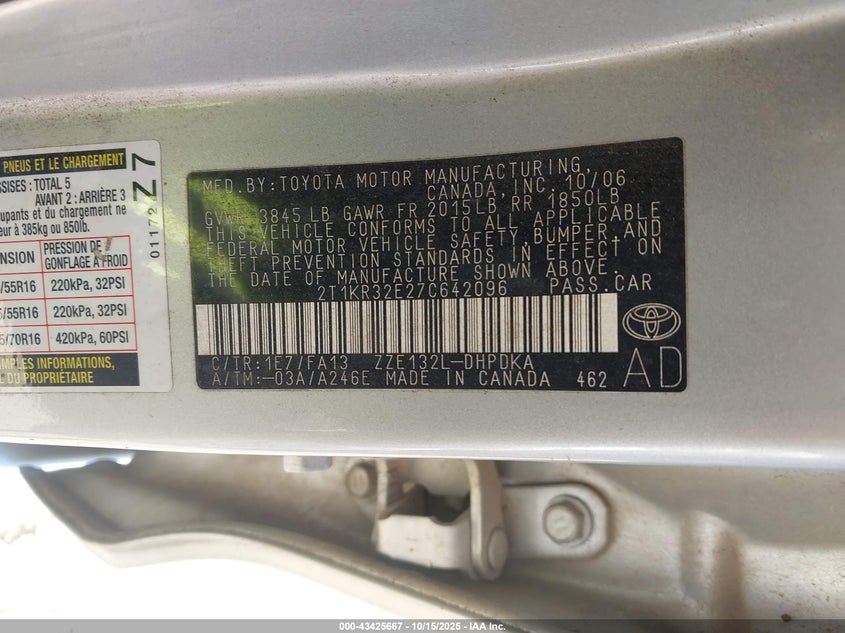 PNEUS ET LE CHARGEMENT
TOTAL 5
AVANT 2 : ARRIÈRE 3
upants et du chargement ne
eur à 385kg ou 850lb.
PRESSION DE
GONFLAGE À FROID
/55R16 220kPa, 32PSI
/55R16 220kPa, 32PSI
/70R16 420kPa, 60PSI
AMPLES INFORMATIONS,
DU CONDUCTEUR
01172 Z 7
MFD.BY:TOYOTA MOTOR MANUFACTURING,
CANADA, INC. 10/06
GVWR 3845 LB GAWR FR 2015LB RR 1850LB
THIS VEHICLE CONFORMS TO ALL APPLICABLE
FEDERAL MOTOR VEHICLE SAFETY,BUMPER,AND
THEFT PREVENTION STANDARDS IN EFFECT ON
THE DATE OF MANUFACTURE SHOWN ABOVE.
2T1KR32E27C642096 PASS.CAR
C/TR:1E7/FA13 ZZE132L-DHPDKA
A/TM:-03A/A246E MADE IN CANADA 462
AD
000-43425667 - 10/15/2025 - IAA Inc.